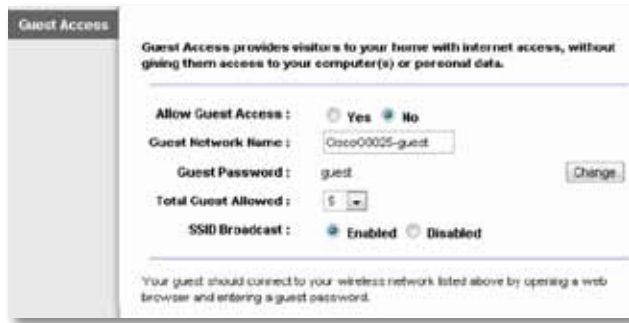 Guest Access
Guest Access provides visitors to your home with internet access, without
giving them access to your computer(s) or personal data.
Allow Guest Access : Yes No
Guest Network Name : Cisco00025-guest
Guest Password : guest Change
Total Guest Allowed : 5
SSID Broadcast : Enabled Disabled
Your guest should connect to your wireless network listed above by opening a web
browser and entering a guest password.